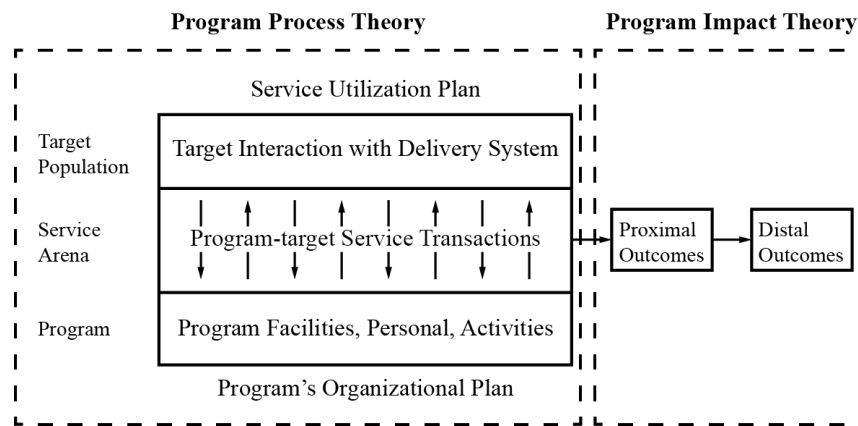 Program Process Theory
Program Impact Theory
Service Utilization Plan
Target
Population
Target Interaction with Delivery System
Service
Arena
Program-target Service Transactions
Proximal
Outcomes
Distal
Outcomes
Program
Program Facilities, Personal, Activities
Program's Organizational Plan